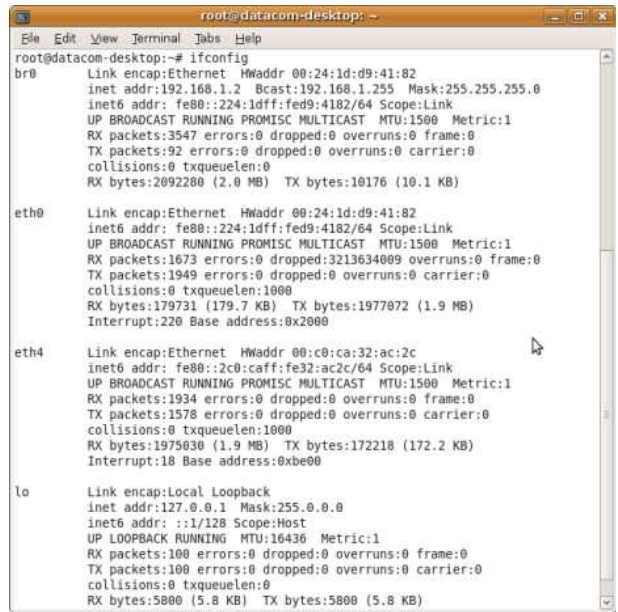 root@datacom-desktop: ~
File Edit View Terminal Tabs Help
root@datacom-desktop:~# ifconfig
br0 Link encap:Ethernet HWaddr 00:24:1d:d9:41:82
inet addr:192.168.1.2 Bcast:192.168.1.255 Mask:255.255.255.0
inet6 addr: fe80::224:1dff:fed9:4182/64 Scope:Link
UP BROADCAST RUNNING PROMISC MULTICAST MTU:1500 Metric:1
RX packets:3547 errors:0 dropped:0 overruns:0 frame:0
TX packets:92 errors:0 dropped:0 overruns:0 carrier:0
collisions:0 txqueuelen:0
RX bytes:2092280 (2.0 MB) TX bytes:10176 (10.1 KB)
eth0 Link encap:Ethernet HWaddr 00:24:1d:d9:41:82
inet6 addr: fe80::224:1dff:fed9:4182/64 Scope:Link
UP BROADCAST RUNNING PROMISC MULTICAST MTU:1500 Metric:1
RX packets:1673 errors:0 dropped:3213634009 overruns:0 frame:0
TX packets:1949 errors:0 dropped:0 overruns:0 carrier:0
collisions:0 txqueuelen:1000
RX bytes:179731 (179.7 KB) TX bytes:1977072 (1.9 MB)
Interrupt:220 Base address:0x2000
eth4 Link encap:Ethernet HWaddr 00:c0:ca:32:ac:2c
inet6 addr: fe80::2c0:caff:fe32:ac2c/64 Scope:Link
UP BROADCAST RUNNING PROMISC MULTICAST MTU:1500 Metric:1
RX packets:1934 errors:0 dropped:0 overruns:0 frame:0
TX packets:1578 errors:0 dropped:0 overruns:0 carrier:0
collisions:0 txqueuelen:1000
RX bytes:1975030 (1.9 MB) TX bytes:172218 (172.2 KB)
Interrupt:18 Base address:0xbe00
lo Link encap:Local Loopback
inet addr:127.0.0.1 Mask:255.0.0.0
inet6 addr: ::1/128 Scope:Host
UP LOOPBACK RUNNING MTU:16436 Metric:1
RX packets:100 errors:0 dropped:0 overruns:0 frame:0
TX packets:100 errors:0 dropped:0 overruns:0 carrier:0
collisions:0 txqueuelen:0
RX bytes:5800 (5.8 KB) TX bytes:5800 (5.8 KB)